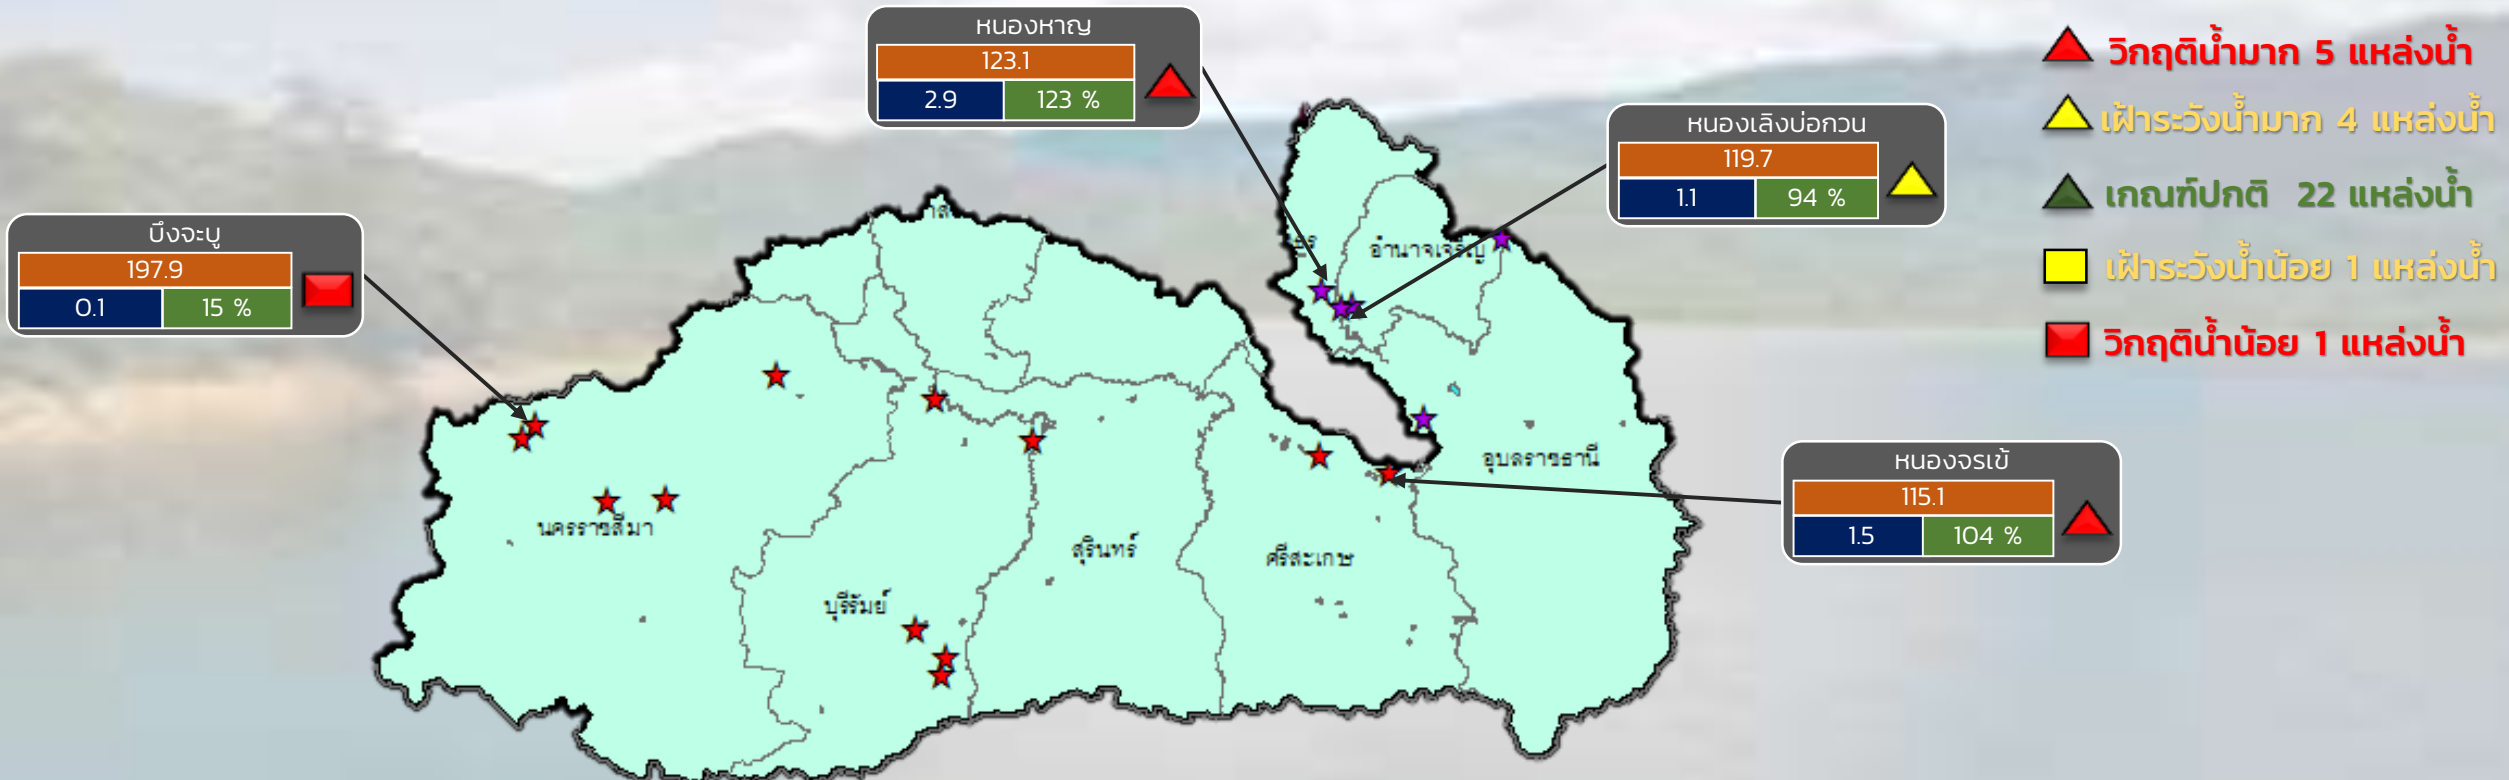 หนองหาญ
123.1
2.9 123 %
วิกฤติน้ำมาก 5 แหล่งน้ำ
เฝ้าระวังน้ำมาก 4 แหล่งน้ำ
หนองเลิงบ่อกวน
119.7
1.1 94 %
เกณฑ์ปกติ 22 แหล่งน้ำ
บึงจะบู
197.9
0.1 15 %
อำนาจเจริญ
เฝ้าระวังน้ำน้อย 1 แหล่งน้ำ
วิกฤติน้ำน้อย 1 แหล่งน้ำ
อุบลราชธานี
หนองจรเข้
115.1
1.5 104 %
นครราชสีมา
สุรินทร์
ศรีสะเกษ
บุรีรัมย์